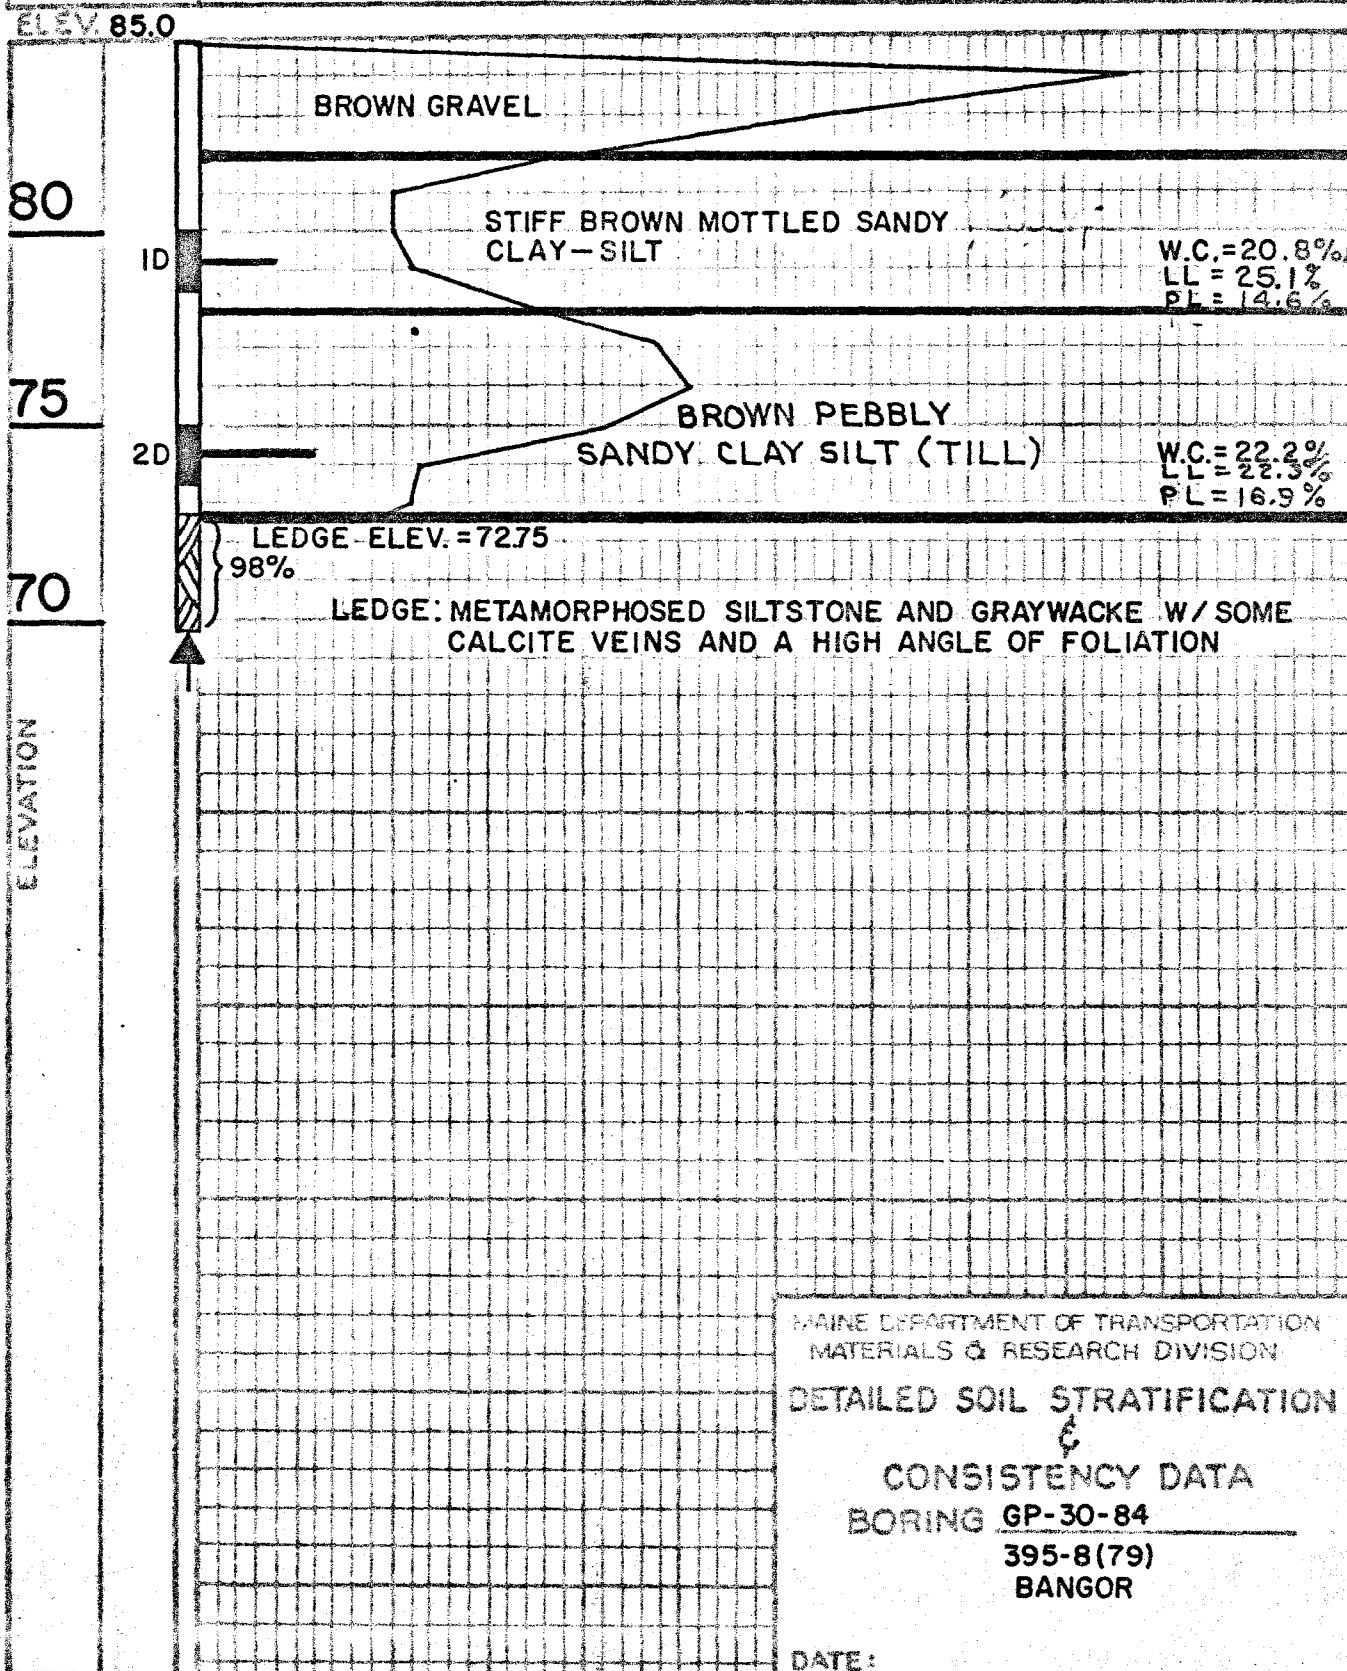 ELEV. 85.0
BROWN GRAVEL
80
STIFF BROWN MOTTLED SANDY
CLAY-SILT
1D
W.C.=20.8%
LL = 25.1%
PL = 14.6%
75
BROWN PEBBLY
SANDY CLAY SILT (TILL)
2D
W.C.=22.2%
LL=22.3%
PL=16.9%
LEDGE ELEV.=72.75
98%
70
LEDGE: METAMORPHOSED SILTSTONE AND GRAYWACKE W/ SOME
CALCITE VEINS AND A HIGH ANGLE OF FOLIATION
ELEVATION
MAINE DEPARTMENT OF TRANSPORTATION
MATERIALS & RESEARCH DIVISION
DETAILED SOIL STRATIFICATION
&
CONSISTENCY DATA
BORING GP-30-84
395-8(79)
BANGOR
DATE: